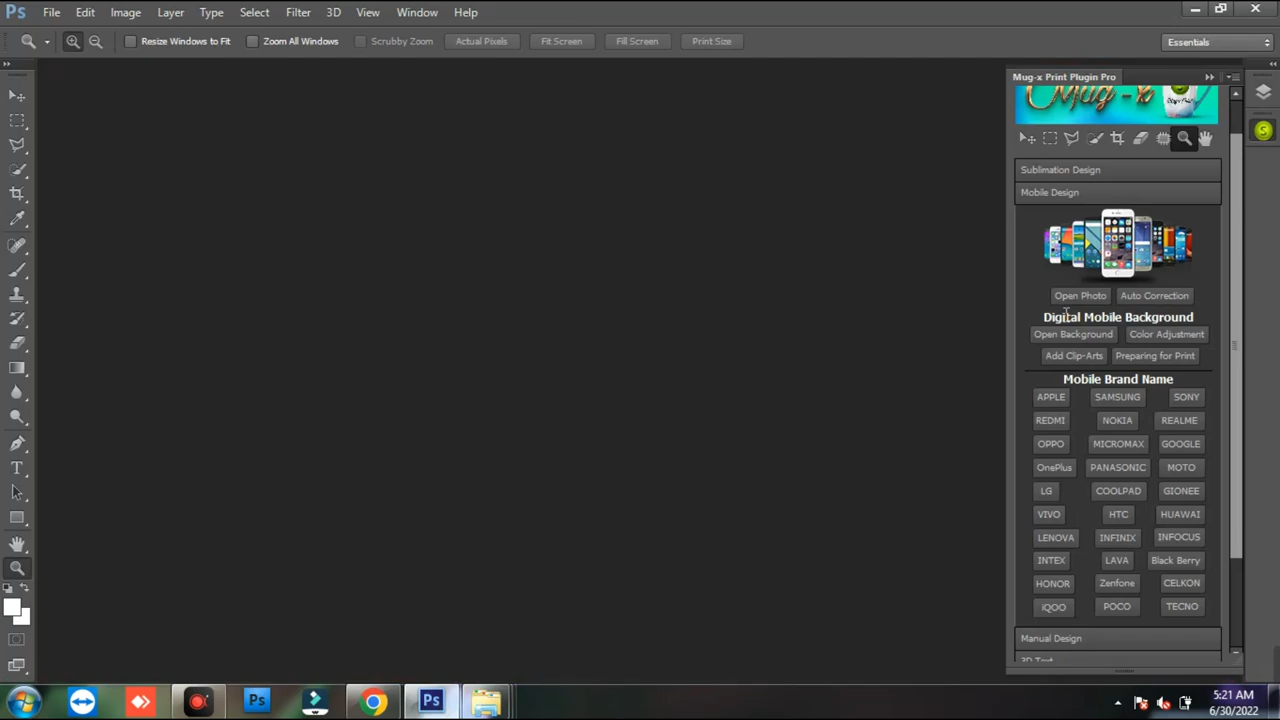 Ps File Edit Image Layer Type Select Filter 3D View Window Help
Resize Windows to Fit Zoom All Windows Scrubby Zoom Actual Pixels Fit Screen Fill Screen Print Size Essentials
Mug-x Print Plugin Pro
Mug-x
Sublimation Design
Mobile Design
Open Photo Auto Correction
Digital Mobile Background
Open Background Color Adjustment
Add Clip-Arts Preparing for Print
Mobile Brand Name
APPLE SAMSUNG SONY
REDMI NOKIA REALME
OPPO MICROMAX GOOGLE
OnePlus PANASONIC MOTO
LG COOLPAD GIONEE
VIVO HTC HUAWAI
LENOVA INFINIX INFOCUS
INTEX LAVA Black Berry
HONOR Zenfone CELKON
iQOO POCO TECNO
Manual Design
3D Text
Ps Ps
5:21 AM
6/30/2022